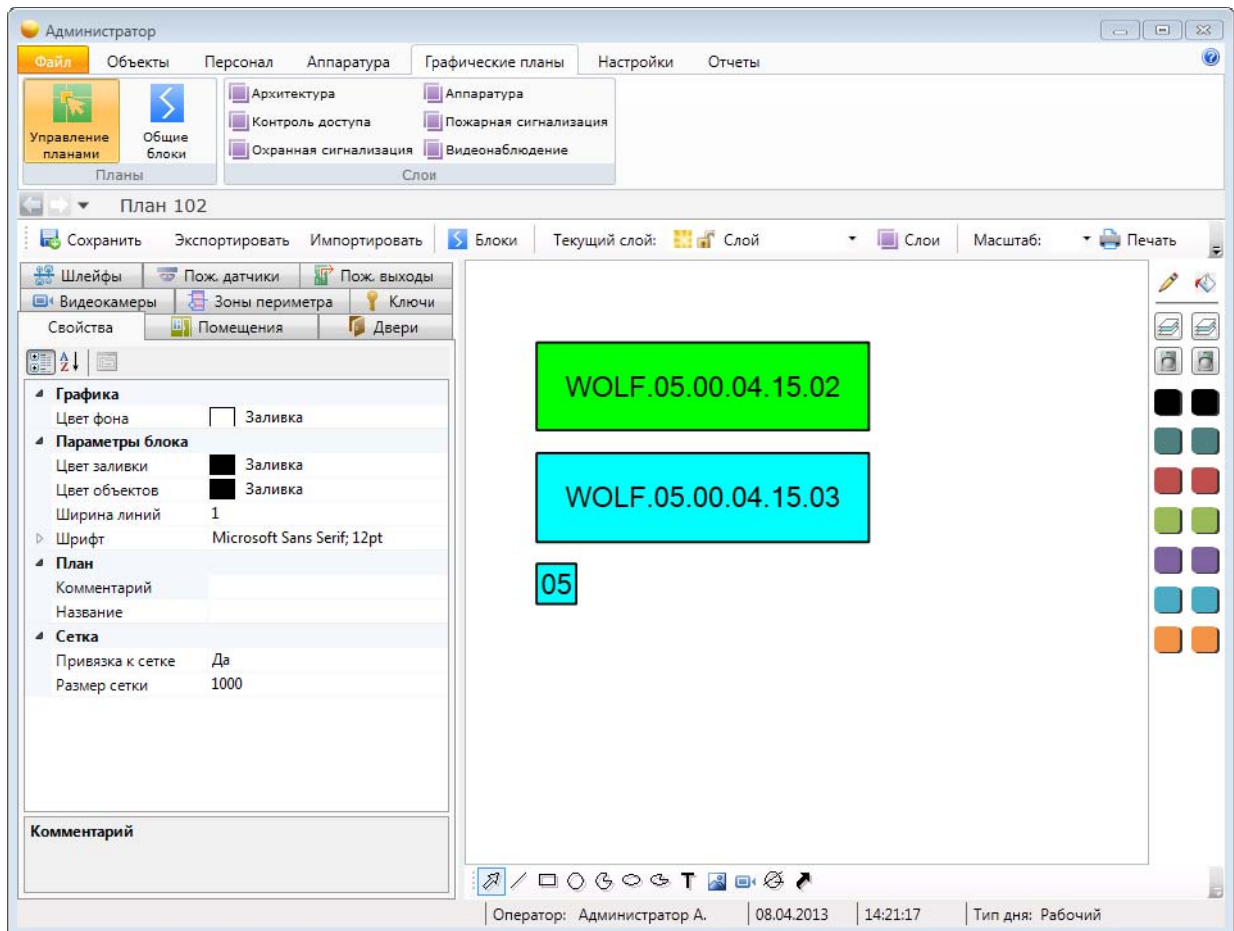 Администратор
Файл Объекты Персонал Аппаратура Графические планы Настройки Отчеты
Управление планами
Общие блоки
Планы
Архитектура Аппаратура
Контроль доступа Пожарная сигнализация
Охранная сигнализация Видеонаблюдение
Слои
План 102
Сохранить Экспортировать Импортировать Блоки Текущий слой: Слой Слои Масштаб: Печать
Шлейфы Пож. датчики Пож. выходы
Видеокамеры Зоны периметра Ключи
Свойства Помещения Двери
Графика
Цвет фона Заливка
Параметры блока
Цвет заливки Заливка
Цвет объектов Заливка
Ширина линий 1
Шрифт Microsoft Sans Serif; 12pt
План
Комментарий
Название
Сетка
Привязка к сетке Да
Размер сетки 1000
Комментарий
WOLF.05.00.04.15.02
WOLF.05.00.04.15.03
05
Оператор: Администратор А. 08.04.2013 14:21:17 Тип дня: Рабочий